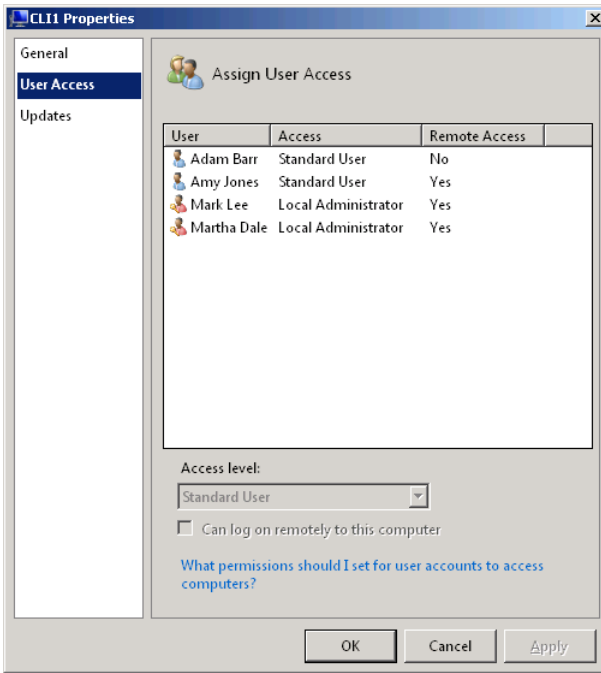 CLI1 Properties
General
User Access
Updates
Assign User Access
User Access Remote Access
Adam Barr Standard User No
Amy Jones Standard User Yes
Mark Lee Local Administrator Yes
Martha Dale Local Administrator Yes
Access level:
Standard User
Can log on remotely to this computer
What permissions should I set for user accounts to access
computers?
OK Cancel Apply